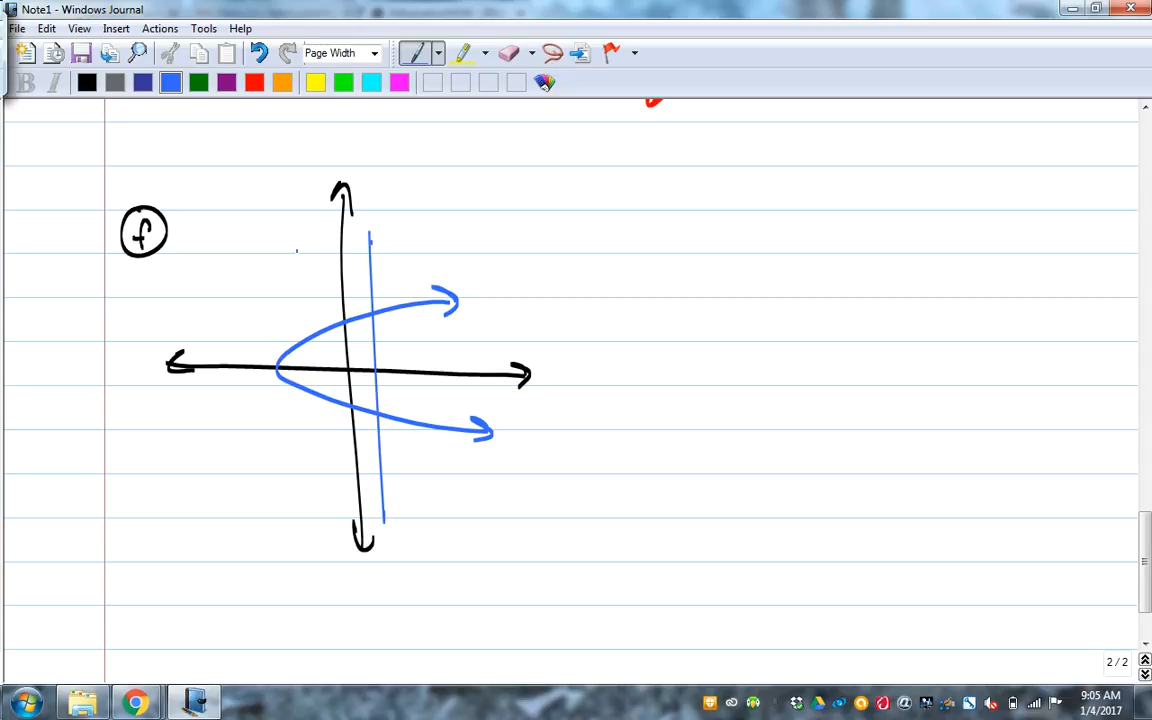 Note1 - Windows Journal
File Edit View Insert Actions Tools Help
Page Width
B I
f
2 / 2
9:05 AM
1/4/2017